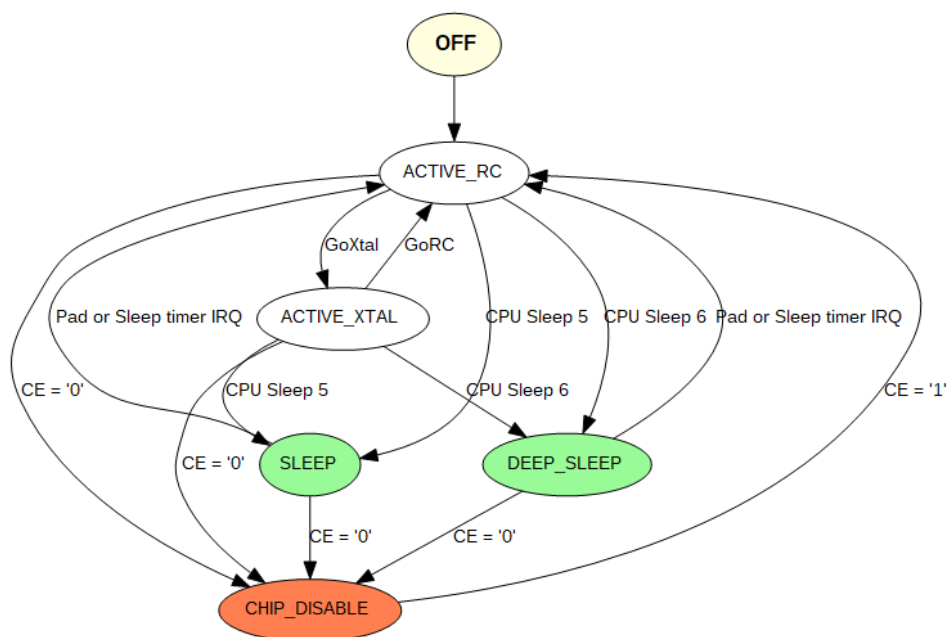 OFF
ACTIVE_RC
GoXtal
GoRC
Pad or Sleep timer IRQ
ACTIVE_XTAL
CPU Sleep 5
CPU Sleep 6
Pad or Sleep timer IRQ
CE = '0'
CPU Sleep 5
CPU Sleep 6
CE = '1'
CE = '0'
SLEEP
DEEP_SLEEP
CE = '0'
CE = '0'
CHIP_DISABLE